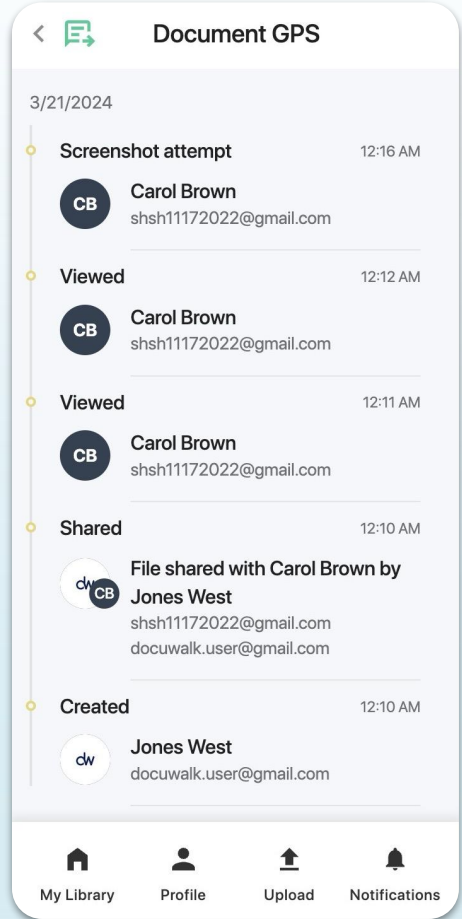 Document GPS
3/21/2024
Screenshot attempt 12:16 AM
CB
Carol Brown
shsh11172022@gmail.com
Viewed 12:12 AM
CB
Carol Brown
shsh11172022@gmail.com
Viewed 12:11 AM
CB
Carol Brown
shsh11172022@gmail.com
Shared 12:10 AM
dw
CB
File shared with Carol Brown by
Jones West
shsh11172022@gmail.com
docuwalk.user@gmail.com
Created 12:10 AM
dw
Jones West
docuwalk.user@gmail.com
My Library Profile Upload Notifications